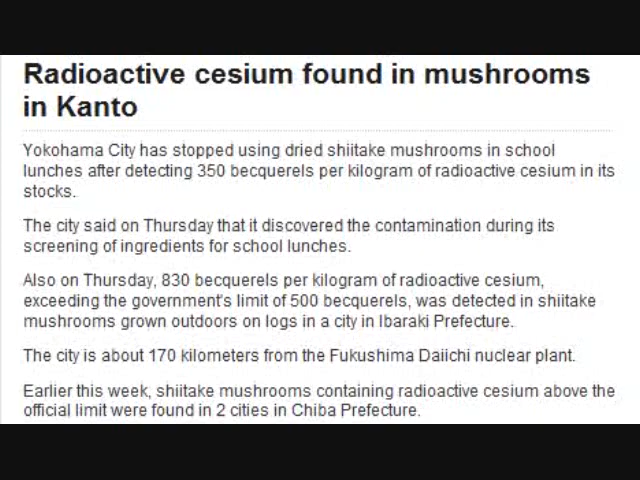 Radioactive cesium found in mushrooms
in Kanto
Yokohama City has stopped using dried shiitake mushrooms in school
lunches after detecting 350 becquerels per kilogram of radioactive cesium in its
stocks.
The city said on Thursday that it discovered the contamination during its
screening of ingredients for school lunches.
Also on Thursday, 830 becquerels per kilogram of radioactive cesium,
exceeding the government's limit of 500 becquerels, was detected in shiitake
mushrooms grown outdoors on logs in a city in Ibaraki Prefecture.
The city is about 170 kilometers from the Fukushima Daiichi nuclear plant.
Earlier this week, shiitake mushrooms containing radioactive cesium above the
official limit were found in 2 cities in Chiba Prefecture.